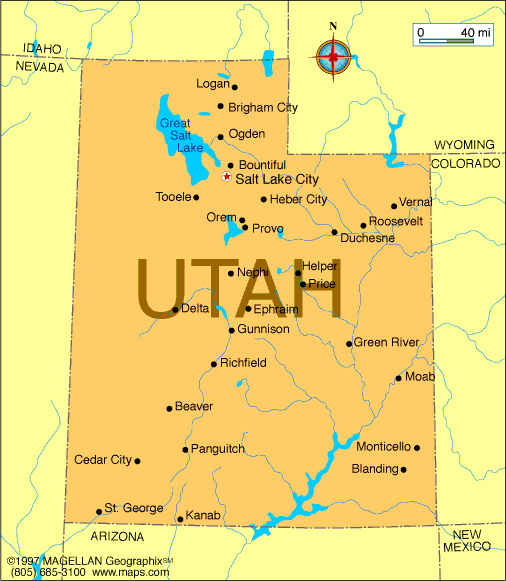 N
0 40 mi
IDAHO
NEVADA
Logan
Brigham City
Great
Salt
Lake
Ogden
WYOMING
COLORADO
Bountiful
Salt Lake City
Tooele
Heber City
Vernal
Orem
Roosevelt
Provo
Duchesne
UTAH
Nephi
Helper
Price
Delta
Ephraim
Gunnison
Green River
Richfield
Moab
Beaver
Panguitch
Monticello
Cedar City
Blanding
St. George
Kanab
ARIZONA
NEW
MEXICO
©1997 MAGELLAN Geographix℠
(805) 685-3100 www.maps.com